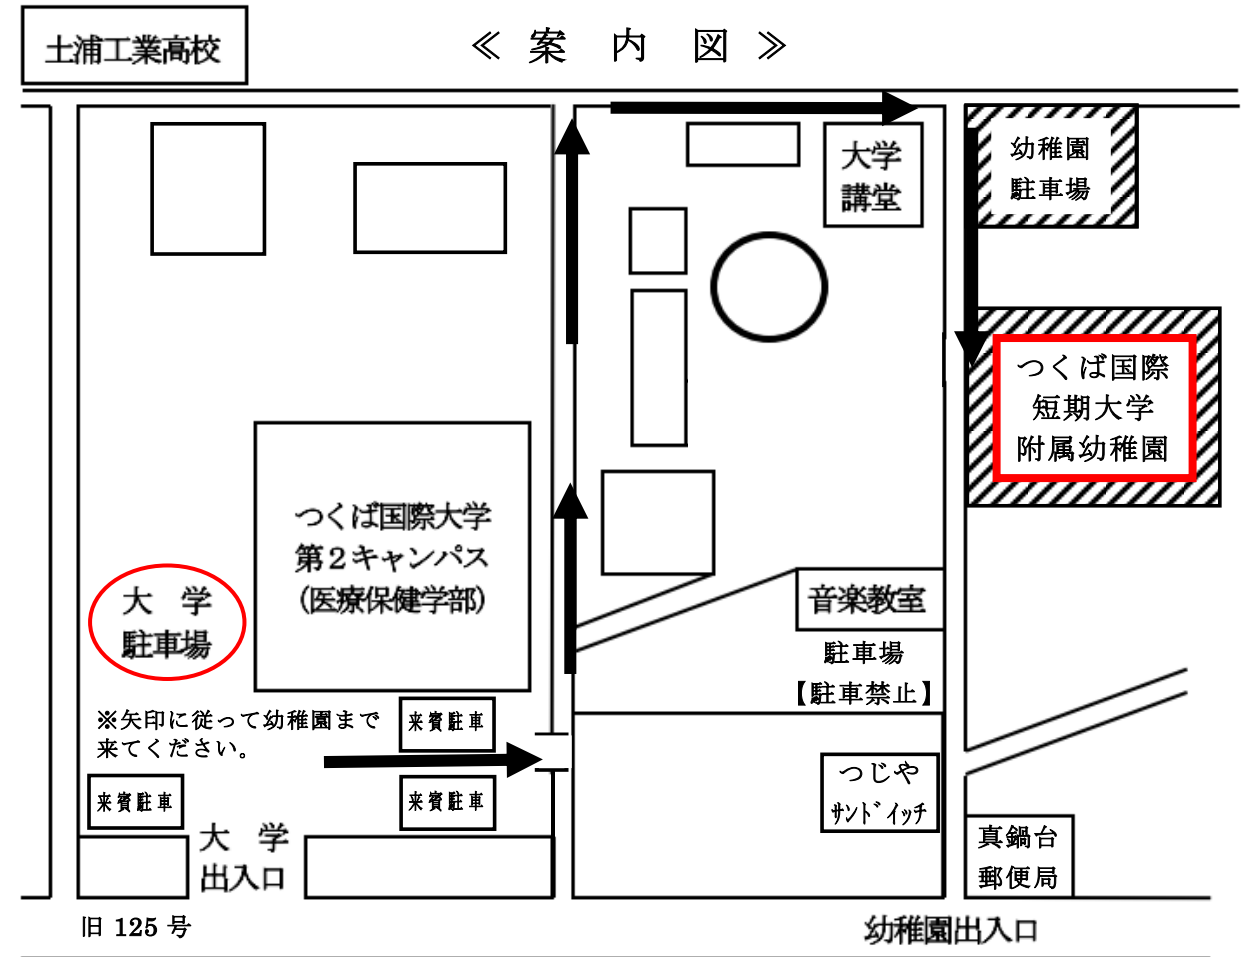 土浦工業高校
≪ 案 内 図 ≫
大学
講堂
幼稚園
駐車場
つくば国際
短期大学
附属幼稚園
つくば国際大学
第２キャンパス
(医療保健学部)
大 学
駐車場
音楽教室
駐車場
【駐車禁止】
※矢印に従って幼稚園まで
来てください。
来賓駐車
来賓駐車
来賓駐車
つじや
サンドイッチ
大 学
出入口
真鍋台
郵便局
旧 125 号
幼稚園出入口